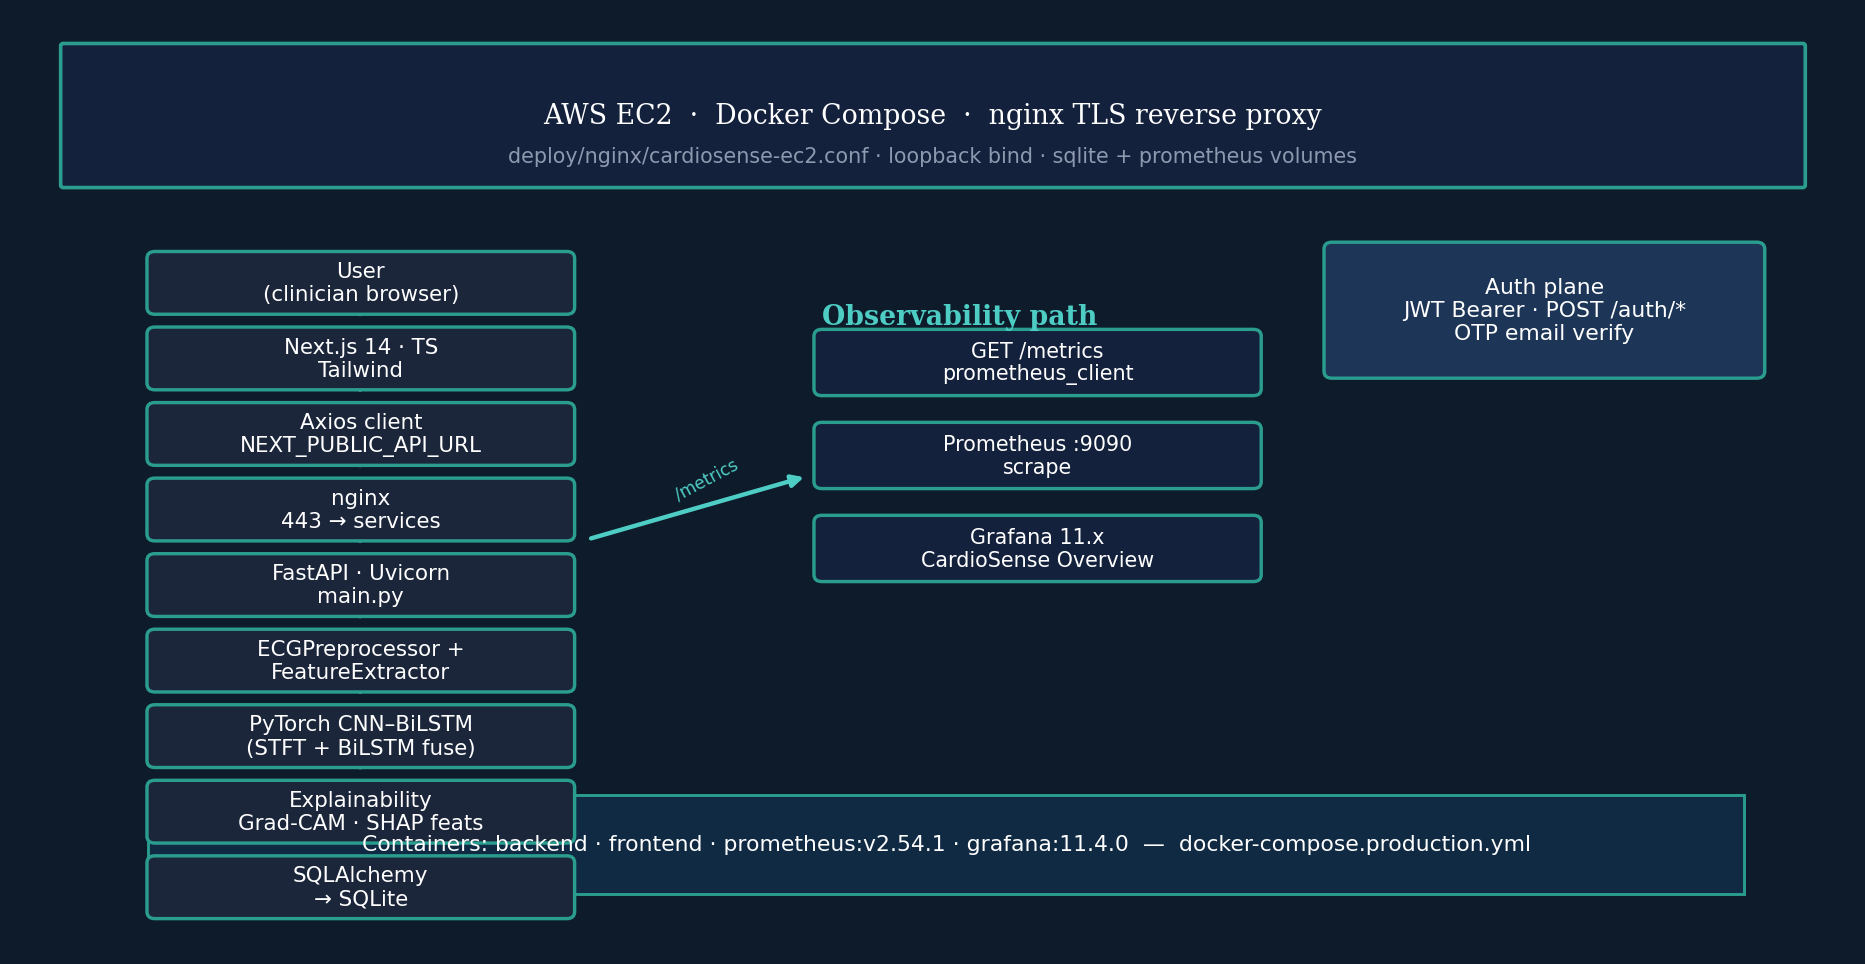 AWS EC2 · Docker Compose · nginx TLS reverse proxy
deploy/nginx/cardiosense-ec2.conf · loopback bind · sqlite + prometheus volumes
User
(clinician browser)
Next.js 14 · TS
Tailwind
Axios client
NEXT_PUBLIC_API_URL
nginx
443 → services
FastAPI · Uvicorn
main.py
ECGPreprocessor +
FeatureExtractor
PyTorch CNN–BiLSTM
(STFT + BiLSTM fuse)
Explainability
Grad-CAM · SHAP feats
SQLAlchemy
→ SQLite
/metrics
Observability path
GET /metrics
prometheus_client
Prometheus :9090
scrape
Grafana 11.x
CardioSense Overview
Auth plane
JWT Bearer · POST /auth/*
OTP email verify
Containers: backend · frontend · prometheus:v2.54.1 · grafana:11.4.0 — docker-compose.production.yml